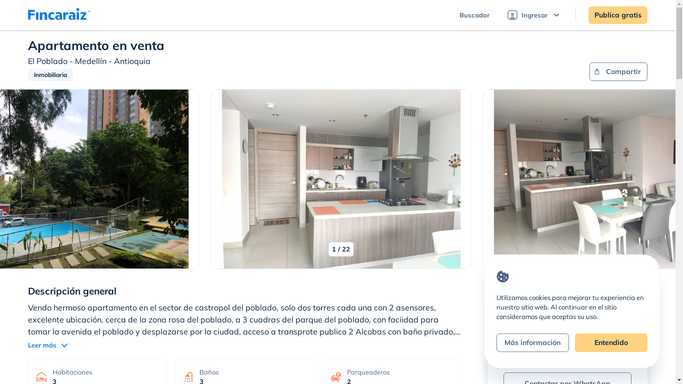 Fincaraiz
Buscador
Ingresar
Publica gratis
Apartamento en venta
El Poblado - Medellín - Antioquia
Inmobiliaria
Compartir
1 / 22
Descripción general
Vendo hermoso apartamento en el sector de castropol del poblado, solo dos torres cada una con 2 asensores,
excelente ubicación, cerca de la zona rosa del poblado, a 3 cuadras del parque del poblado, con faciidad para
tomar la avenida el poblado y desplazarse por la ciudad, acceso a transprote publico 2 Alcobas con baño privado,...
Leer más
Habitaciones
3
Baños
3
Parqueaderos
2
Utilizamos cookies para mejorar tu experiencia en
nuestro sitio web. Al continuar en el sitio
consideramos que aceptas su uso.
Más información
Entendido
Contactar por WhatsApp